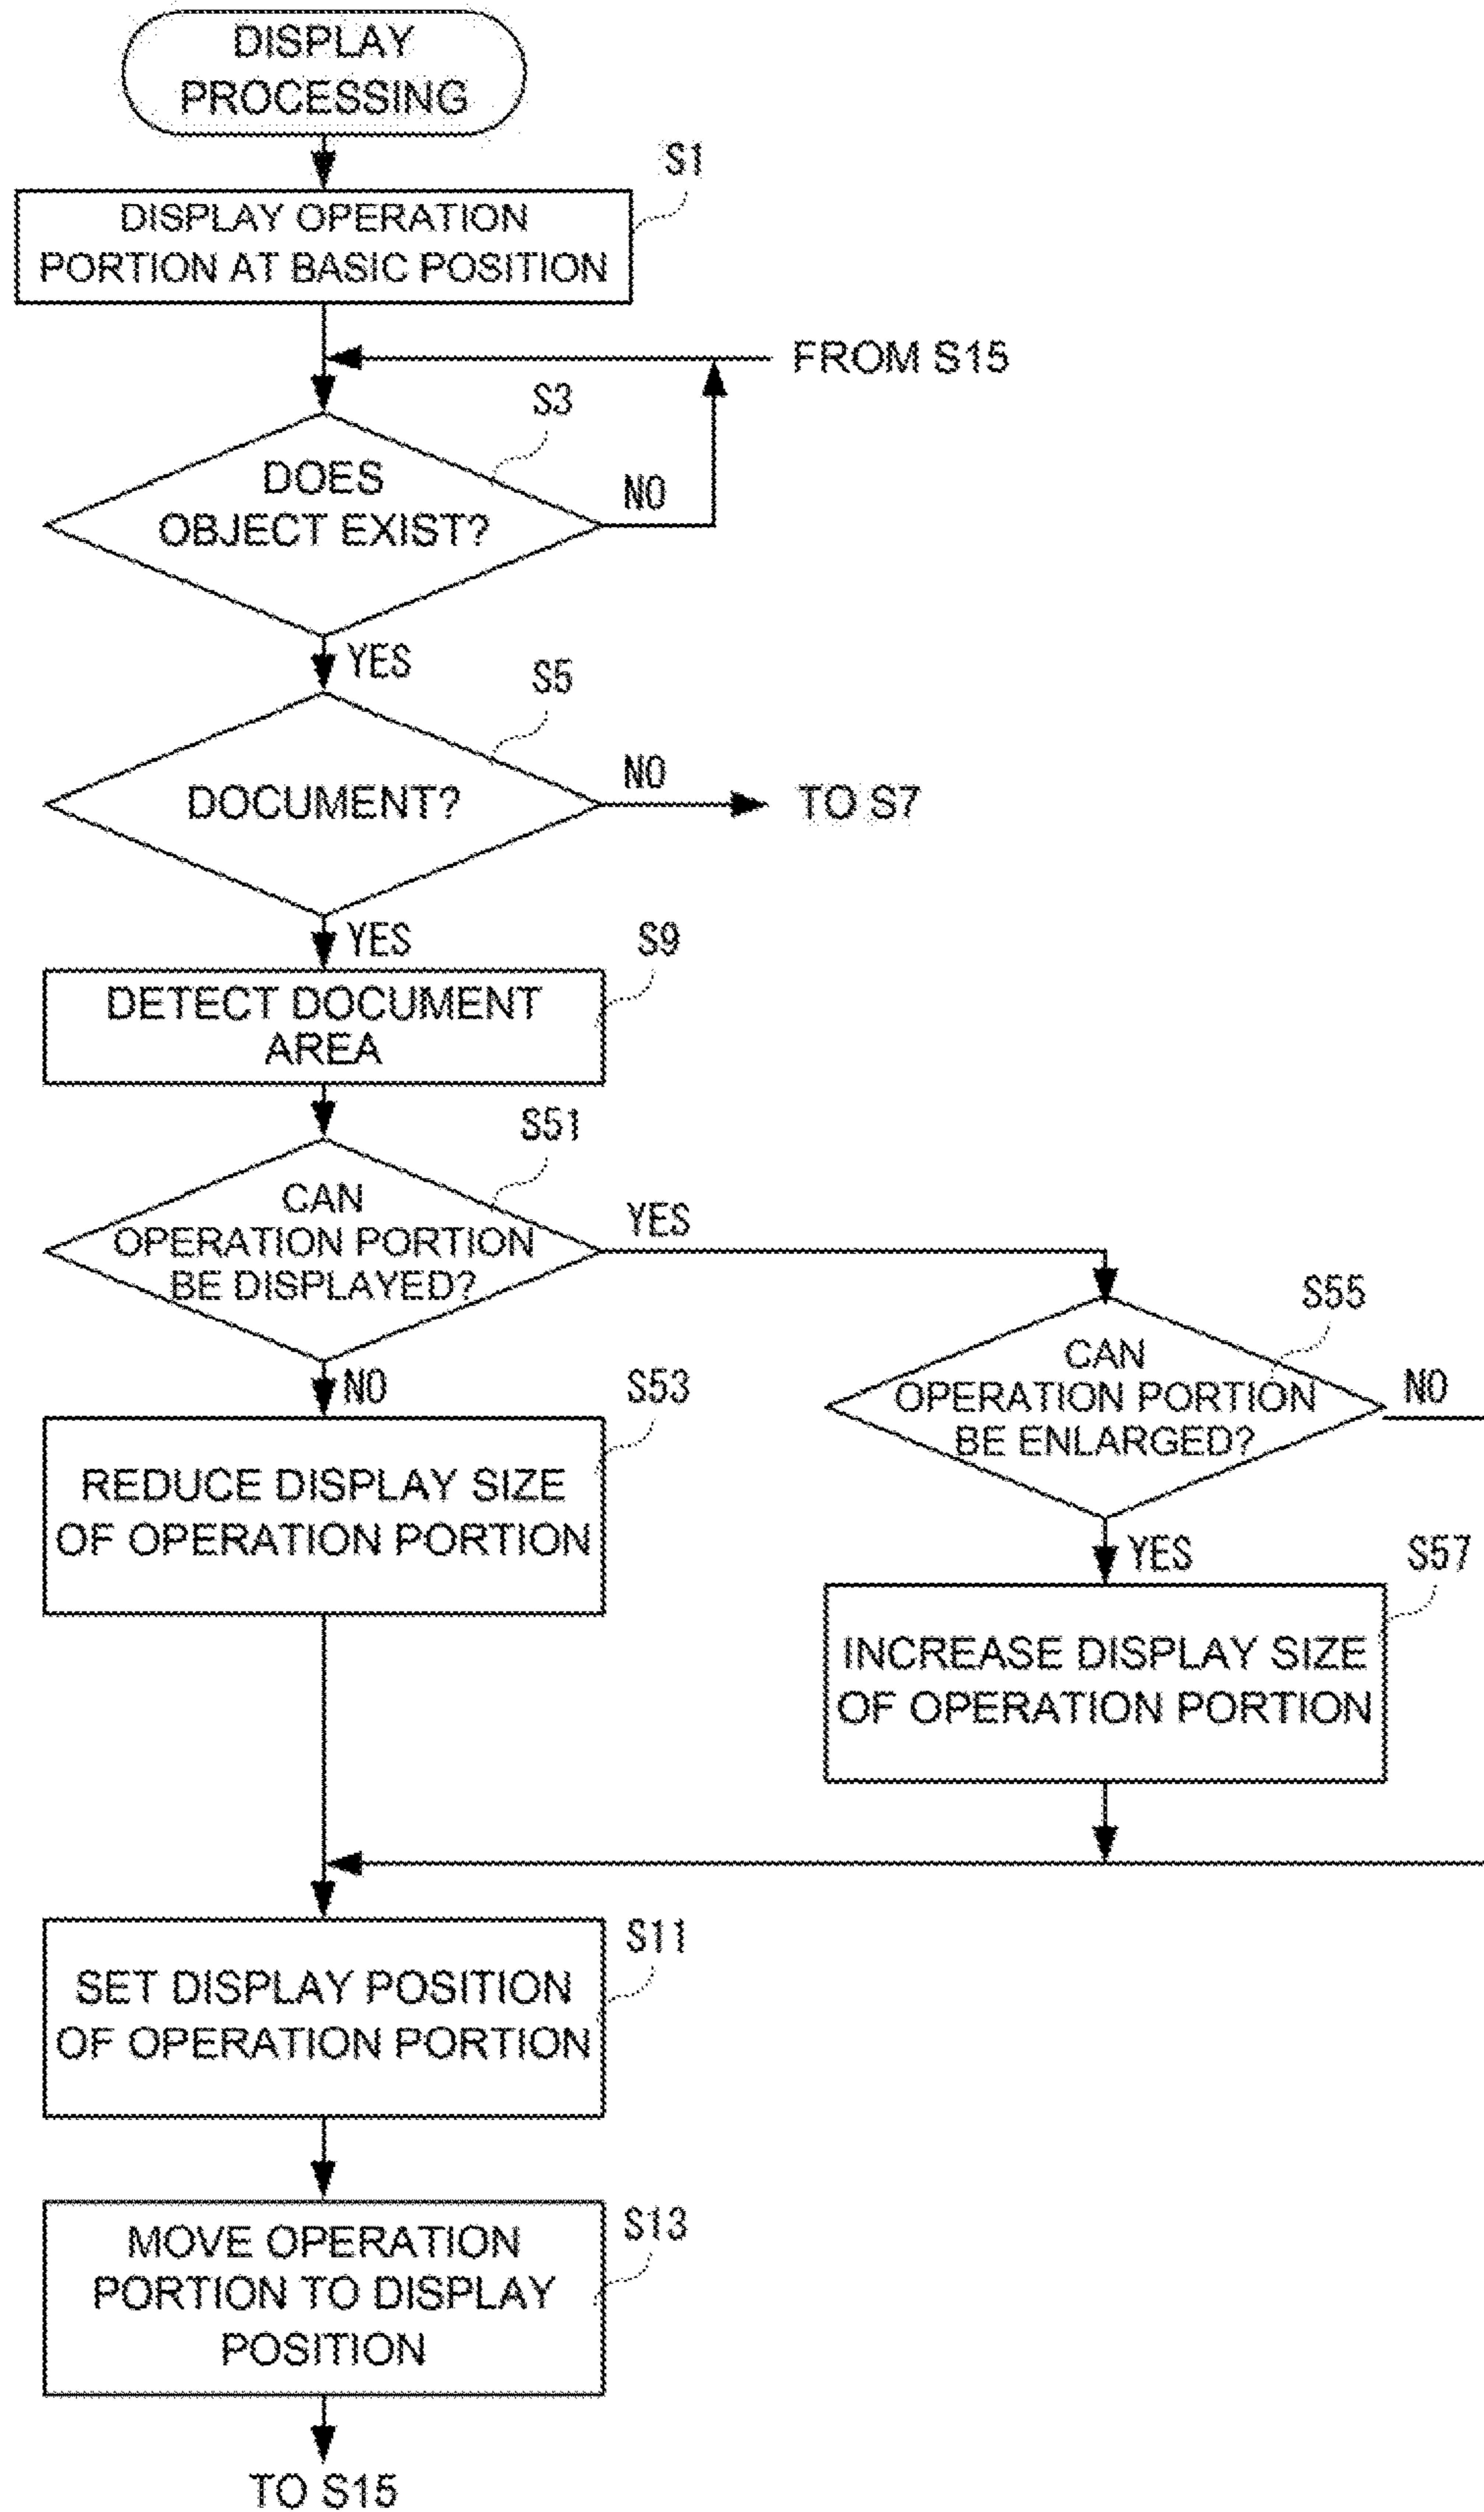 DISPLAY
PROCESSING
S1
DISPLAY OPERATION
PORTION AT BASIC POSITION
FROM S15
S3
DOES
OBJECT EXIST?
NO
YES
S5
DOCUMENT?
NO
TO S7
YES
S9
DETECT DOCUMENT
AREA
S51
CAN
OPERATION PORTION
BE DISPLAYED?
YES
NO
S55
CAN
OPERATION PORTION
BE ENLARGED?
NO
YES
S53
REDUCE DISPLAY SIZE
OF OPERATION PORTION
S57
INCREASE DISPLAY SIZE
OF OPERATION PORTION
S11
SET DISPLAY POSITION
OF OPERATION PORTION
S13
MOVE OPERATION
PORTION TO DISPLAY
POSITION
TO S15